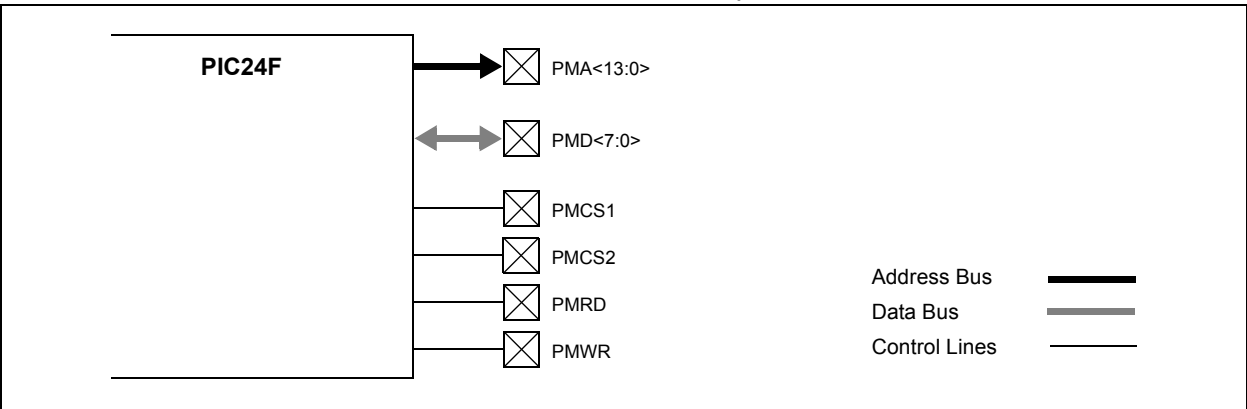 PIC24F
PMA<13:0>
PMD<7:0>
PMCS1
PMCS2
PMRD
PMWR
Address Bus
Data Bus
Control Lines